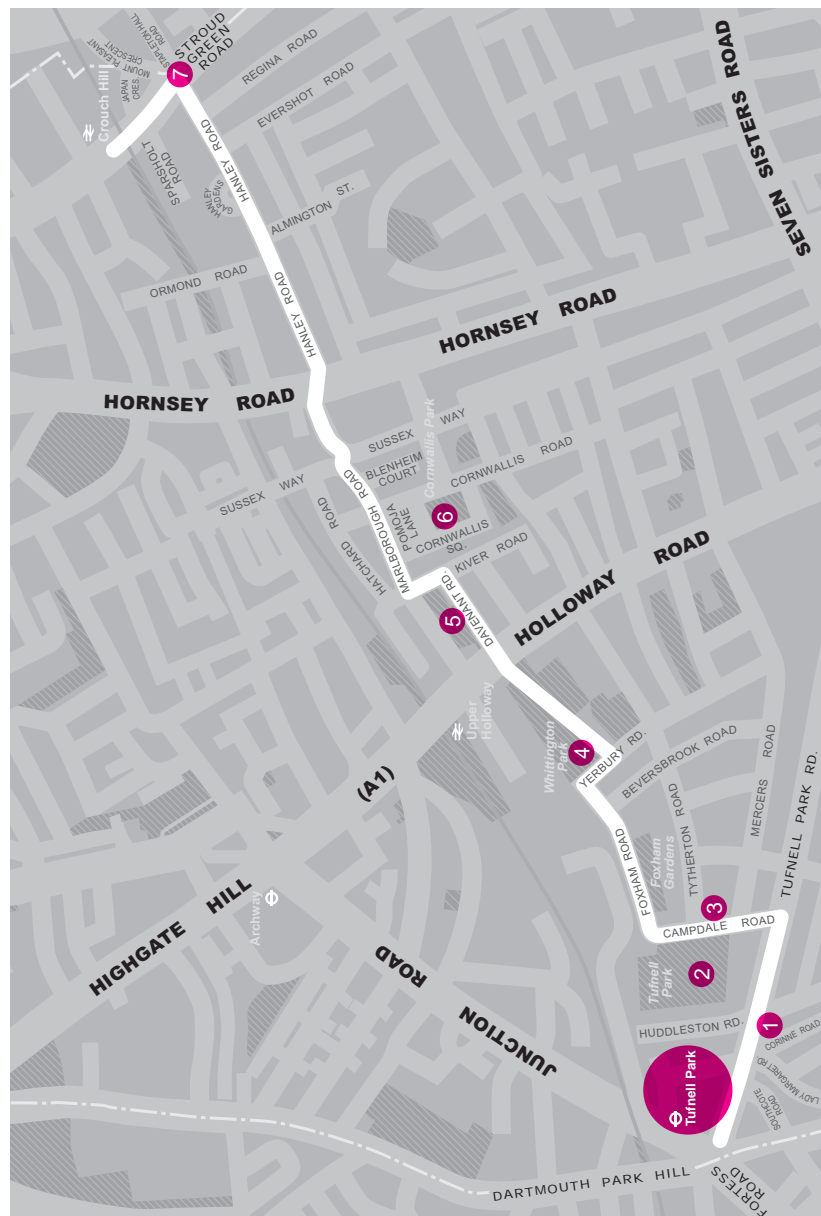 STROUD
GREEN
ROAD
STAPLETON HALL
ROAD
MOUNT PLEASANT
CRESCENT
JAPAN
CRES.
7
Crouch Hill
REGINA ROAD
EVERSHOT ROAD
SEVEN SISTERS ROAD
SPARSHOLT
ROAD
HANLEY
GARDENS
HANLEY ROAD
ALMINGTON ST.
ORMOND ROAD
HANLEY ROAD
HORNSEY ROAD
HORNSEY ROAD
SUSSEX WAY
BLENHEIM
COURT
Cornwallis Park
CORNWALLIS ROAD
SUSSEX WAY
HATCHARD ROAD
MARLBOROUGH ROAD
POMOJA
LANE
6
CORNWALLIS
SQ.
KIVER ROAD
HOLLOWAY ROAD
5
DAVENANT RD.
Upper
Holloway
Whittington
Park
4
YERBURY RD.
BEVERSBROOK ROAD
MERCERS ROAD
TUFNELL PARK RD.
(A1)
FOXHAM ROAD
Foxham
Gardens
TYTHERTON ROAD
HIGHGATE HILL
Archway
3
CAMPDALE ROAD
JUNCTION ROAD
Tufnell
Park
2
HUDDLESTON RD.
1
CORINNE ROAD
LADY MARGARET RD
SOUTHCOTE
ROAD
Tufnell Park
DARTMOUTH PARK HILL
FORTESS
ROAD